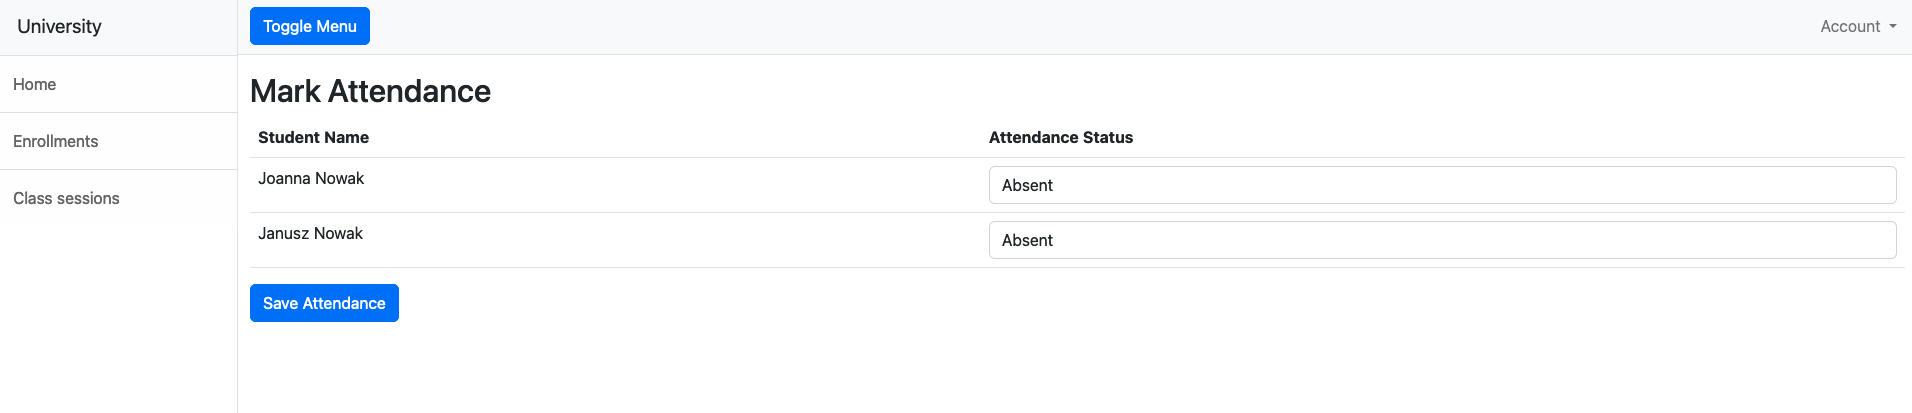 University
Toggle Menu
Account
Home
Enrollments
Class sessions
Mark Attendance
Student Name Attendance Status
Joanna Nowak Absent
Janusz Nowak Absent
Save Attendance